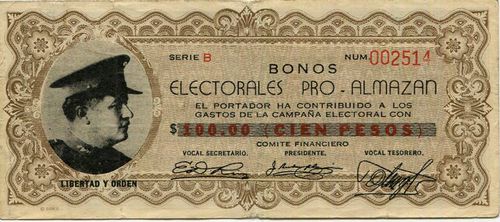 SERIE B
NUM 002514
BONOS
ELECTORALES PRO-ALMAZAN
EL PORTADOR HA CONTRIBUIDO A LOS
GASTOS DE LA CAMPAÑA ELECTORAL CON
$ 100.00 (CIEN PESOS)
COMITE FINANCIERO
VOCAL SECRETARIO. PRESIDENTE. VOCAL TESORERO.
LIBERTAD Y ORDEN